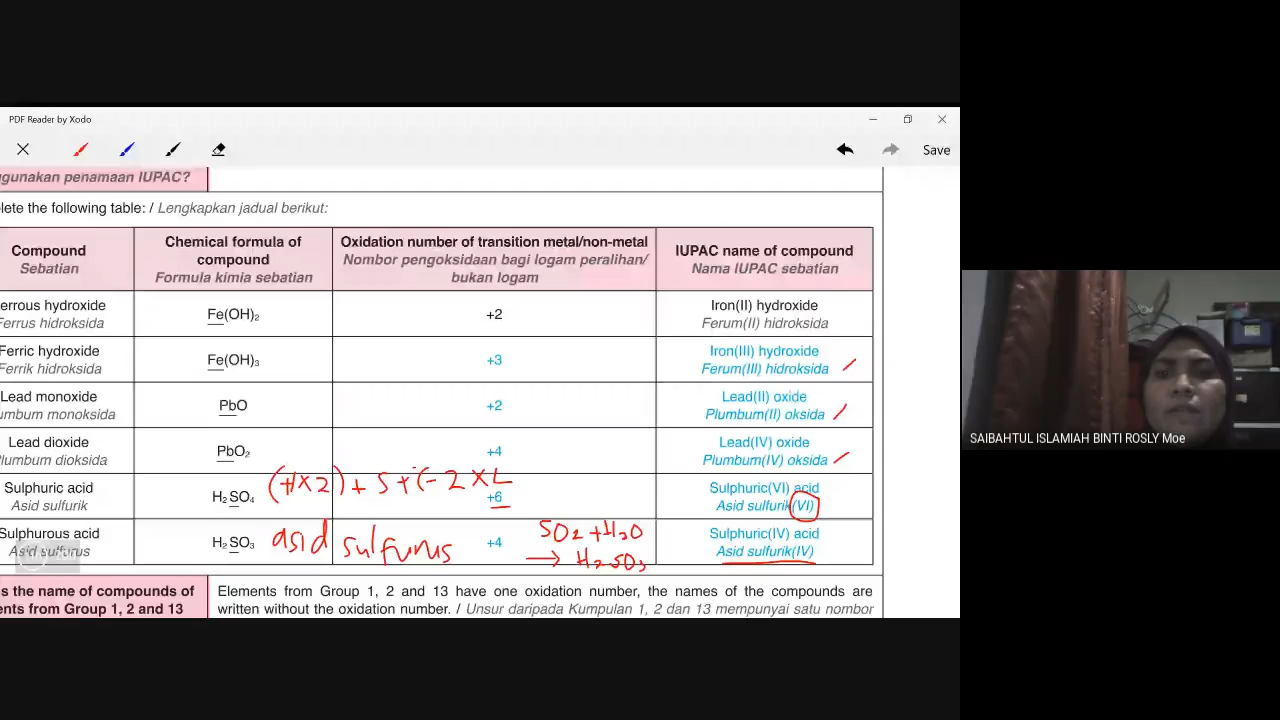 PDF Reader by Xodo
Save
gunakan penamaan IUPAC?
lete the following table: / Lengkapkan jadual berikut:
Compound
Sebatian
Chemical formula of
compound
Formula kimia sebatian
Oxidation number of transition metal/non-metal
Nombor pengoksidaan bagi logam peralihan/
bukan logam
IUPAC name of compound
Nama IUPAC sebatian
errous hydroxide
Ferrus hidroksida
Fe(OH)₂
+2
Iron(II) hydroxide
Ferum(II) hidroksida
Ferric hydroxide
Ferrik hidroksida
Fe(OH)₃
+3
Iron(III) hydroxide
Ferum(III) hidroksida
Lead monoxide
umbum monoksida
PbO
+2
Lead(II) oxide
Plumbum(II) oksida
Lead dioxide
lumbum dioksida
PbO₂
+4
Lead(IV) oxide
Plumbum(IV) oksida
(+1×2) + S + (-2 ×
Sulphuric acid
Asid sulfurik
H₂SO₄
+6
Sulphuric(VI) acid
Asid sulfurik(VI)
Sulphurous acid
Asid sulfurus
H₂SO₃
asid sulfurus
+4
SO₂ + H₂O
→ H₂SO₃
Sulphuric(IV) acid
Asid sulfurik(IV)
s the name of compounds of
ents from Group 1, 2 and 13
Elements from Group 1, 2 and 13 have one oxidation number, the names of the compounds are
written without the oxidation number. / Unsur daripada Kumpulan 1, 2 dan 13 mempunyai satu nombor
SAIBAHTUL ISLAMIAH BINTI ROSLY Moe